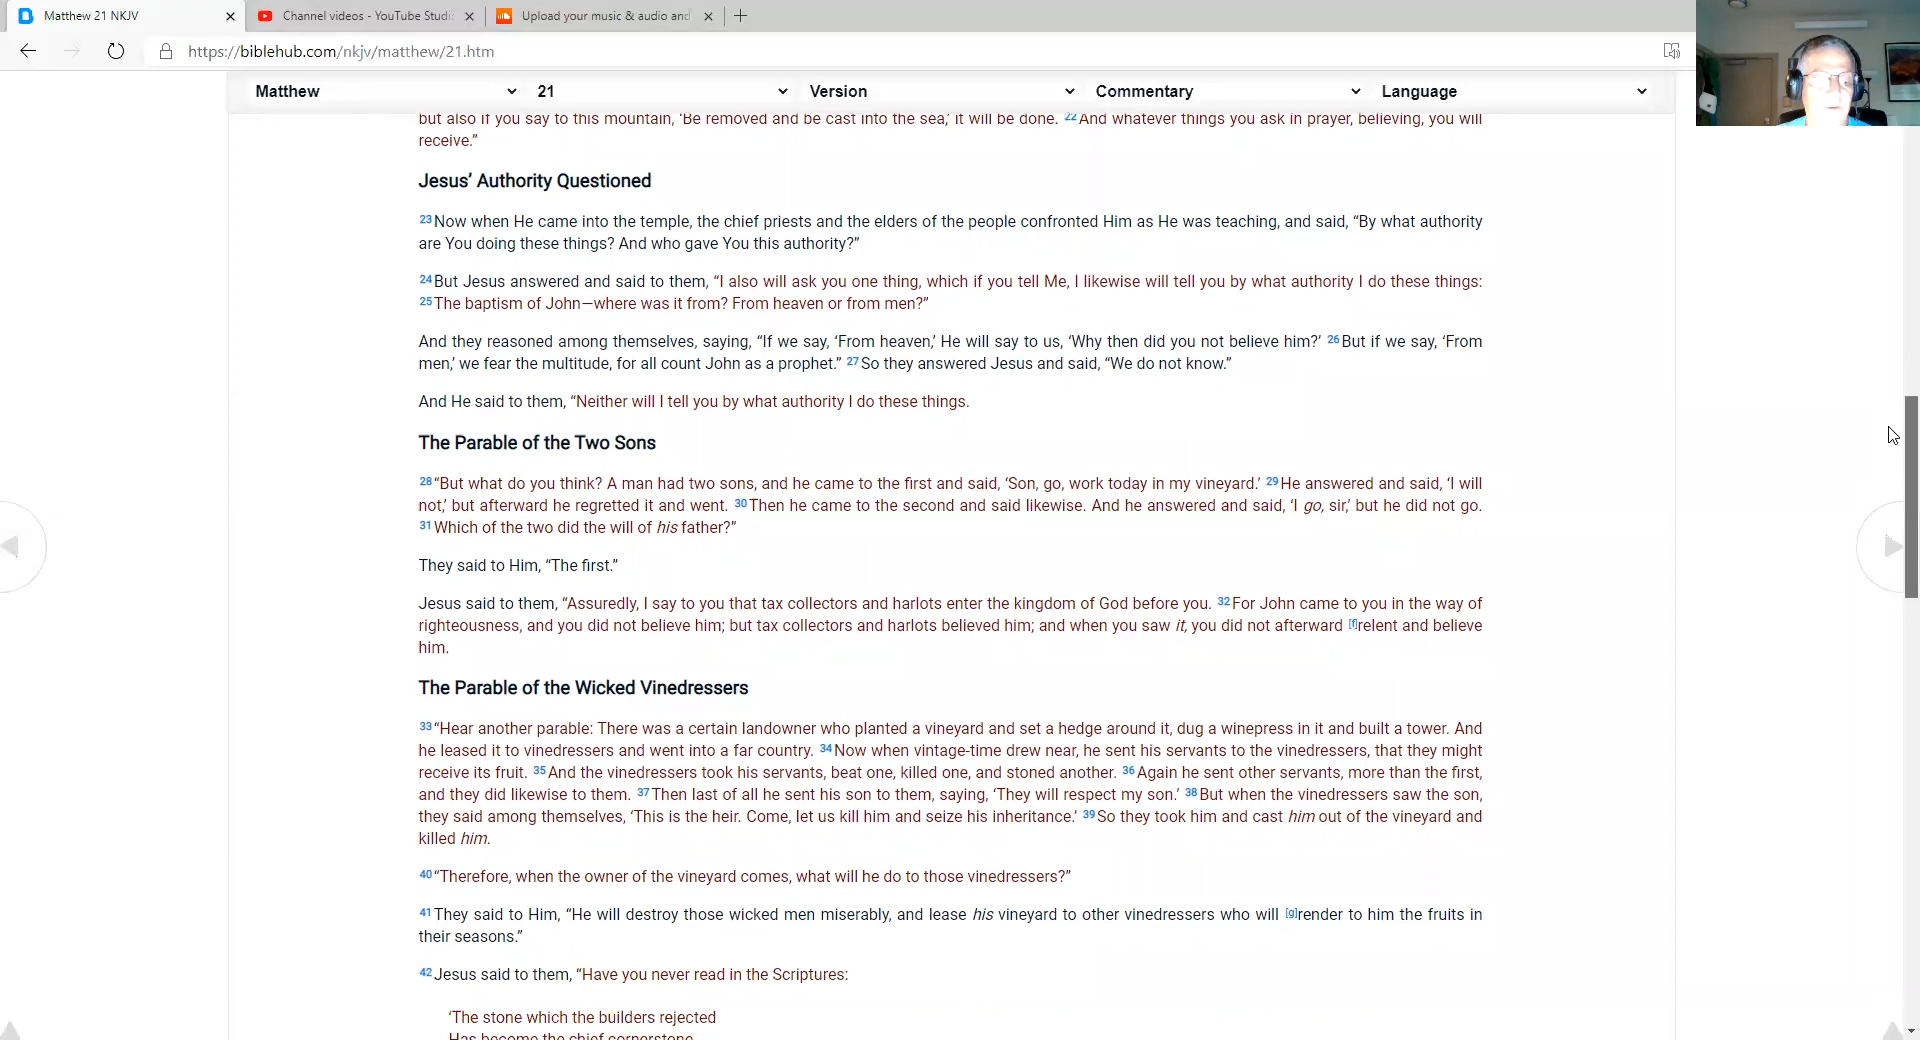 Matthew 21 NKJV
Channel videos - YouTube Studi
Upload your music & audio and
https://biblehub.com/nkjv/matthew/21.htm
Matthew 21 Version Commentary Language
but also if you say to this mountain, ‘Be removed and be cast into the sea,’ it will be done. 22 And whatever things you ask in prayer, believing, you will
receive.”
Jesus’ Authority Questioned
23 Now when He came into the temple, the chief priests and the elders of the people confronted Him as He was teaching, and said, “By what authority
are You doing these things? And who gave You this authority?”
24 But Jesus answered and said to them, “I also will ask you one thing, which if you tell Me, I likewise will tell you by what authority I do these things:
25 The baptism of John—where was it from? From heaven or from men?”
And they reasoned among themselves, saying, “If we say, ‘From heaven,’ He will say to us, ‘Why then did you not believe him?’ 26 But if we say, ‘From
men,’ we fear the multitude, for all count John as a prophet.” 27 So they answered Jesus and said, “We do not know.”
And He said to them, “Neither will I tell you by what authority I do these things.
The Parable of the Two Sons
28 “But what do you think? A man had two sons, and he came to the first and said, ‘Son, go, work today in my vineyard.’ 29 He answered and said, ‘I will
not,’ but afterward he regretted it and went. 30 Then he came to the second and said likewise. And he answered and said, ‘I go, sir,’ but he did not go.
31 Which of the two did the will of his father?”
They said to Him, “The first.”
Jesus said to them, “Assuredly, I say to you that tax collectors and harlots enter the kingdom of God before you. 32 For John came to you in the way of
righteousness, and you did not believe him; but tax collectors and harlots believed him; and when you saw it, you did not afterward [f]relent and believe
him.
The Parable of the Wicked Vinedressers
33 “Hear another parable: There was a certain landowner who planted a vineyard and set a hedge around it, dug a winepress in it and built a tower. And
he leased it to vinedressers and went into a far country. 34 Now when vintage-time drew near, he sent his servants to the vinedressers, that they might
receive its fruit. 35 And the vinedressers took his servants, beat one, killed one, and stoned another. 36 Again he sent other servants, more than the first,
and they did likewise to them. 37 Then last of all he sent his son to them, saying, ‘They will respect my son.’ 38 But when the vinedressers saw the son,
they said among themselves, ‘This is the heir. Come, let us kill him and seize his inheritance.’ 39 So they took him and cast him out of the vineyard and
killed him.
40 “Therefore, when the owner of the vineyard comes, what will he do to those vinedressers?”
41 They said to Him, “He will destroy those wicked men miserably, and lease his vineyard to other vinedressers who will [g]render to him the fruits in
their seasons.”
42 Jesus said to them, “Have you never read in the Scriptures:
‘The stone which the builders rejected
Has become the chief cornerstone